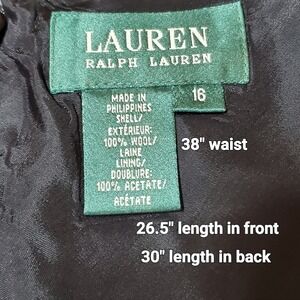 LAUREN
RALPH LAUREN
16
MADE IN
PHILIPPINES
SHELL/
EXTÉRIEUR:
100% WOOL/
LAINE
LINING/
DOUBLURE:
100% ACETATE/
ACÉTATE
38" waist
26.5" length in front
30" length in back